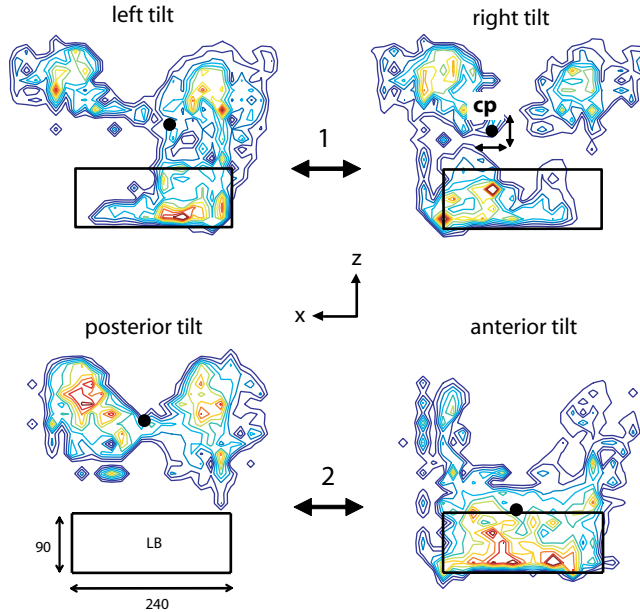 left tilt
right tilt
cp
1
z
x
posterior tilt
anterior tilt
2
90
LB
240